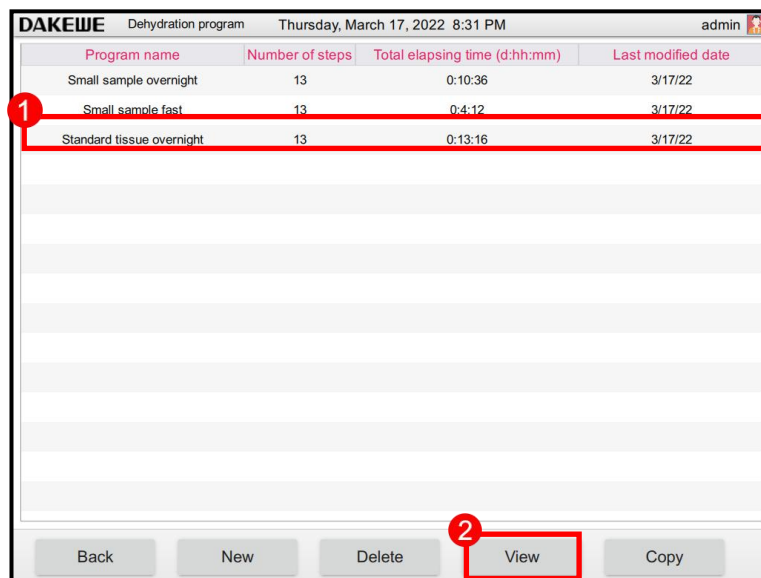 DAKEWE Dehydration program Thursday, March 17, 2022 8:31 PM admin
Program name Number of steps Total elapsing time (d:hh:mm) Last modified date
Small sample overnight 13 0:10:36 3/17/22
1
Small sample fast 13 0:4:12 3/17/22
Standard tissue overnight 13 0:13:16 3/17/22
2
Back New Delete View Copy